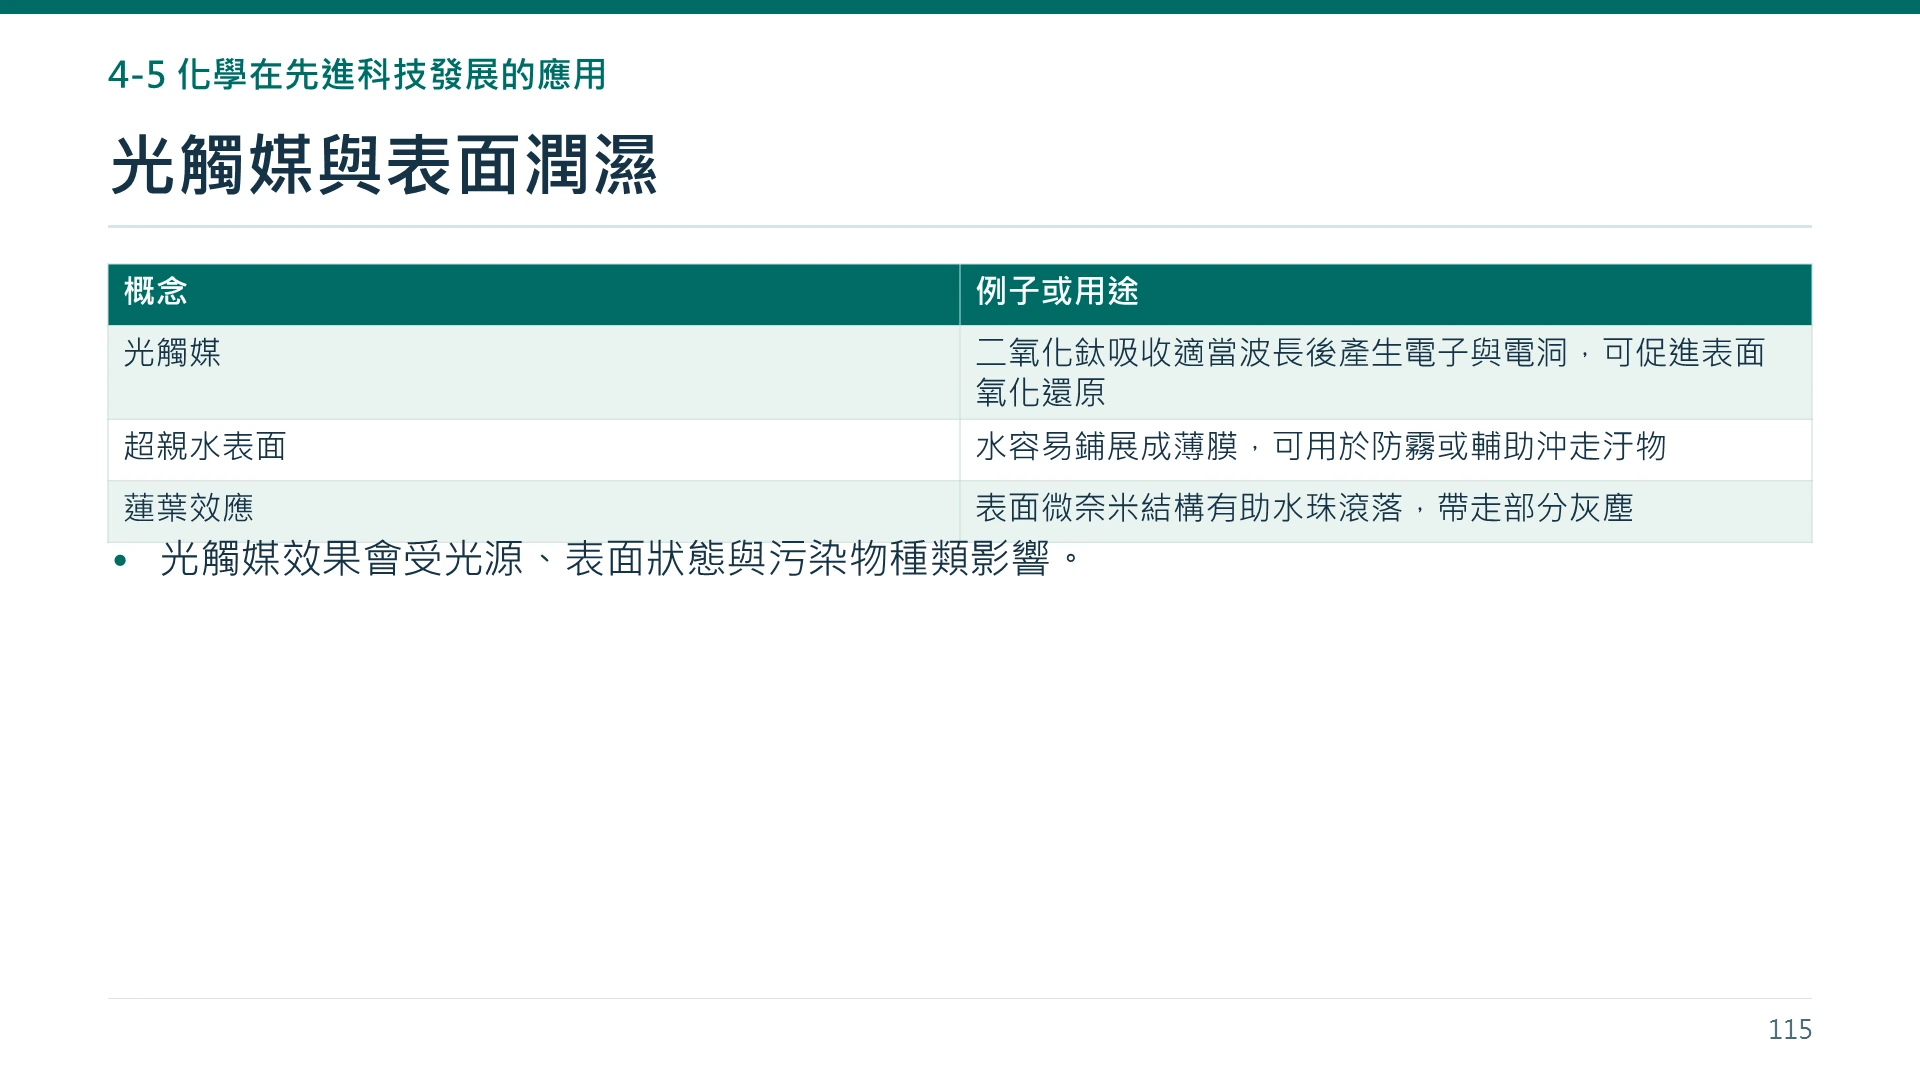 4-5 化學在先進科技發展的應用
光觸媒與表面潤濕
概念
例子或用途
光觸媒
二氧化鈦吸收適當波長後產生電子與電洞，可促進表面
氧化還原
超親水表面
水容易鋪展成薄膜，可用於防霧或輔助沖走汙物
蓮葉效應
表面微奈米結構有助水珠滾落，帶走部分灰塵
• 光觸媒效果會受光源、表面狀態與污染物種類影響。
115